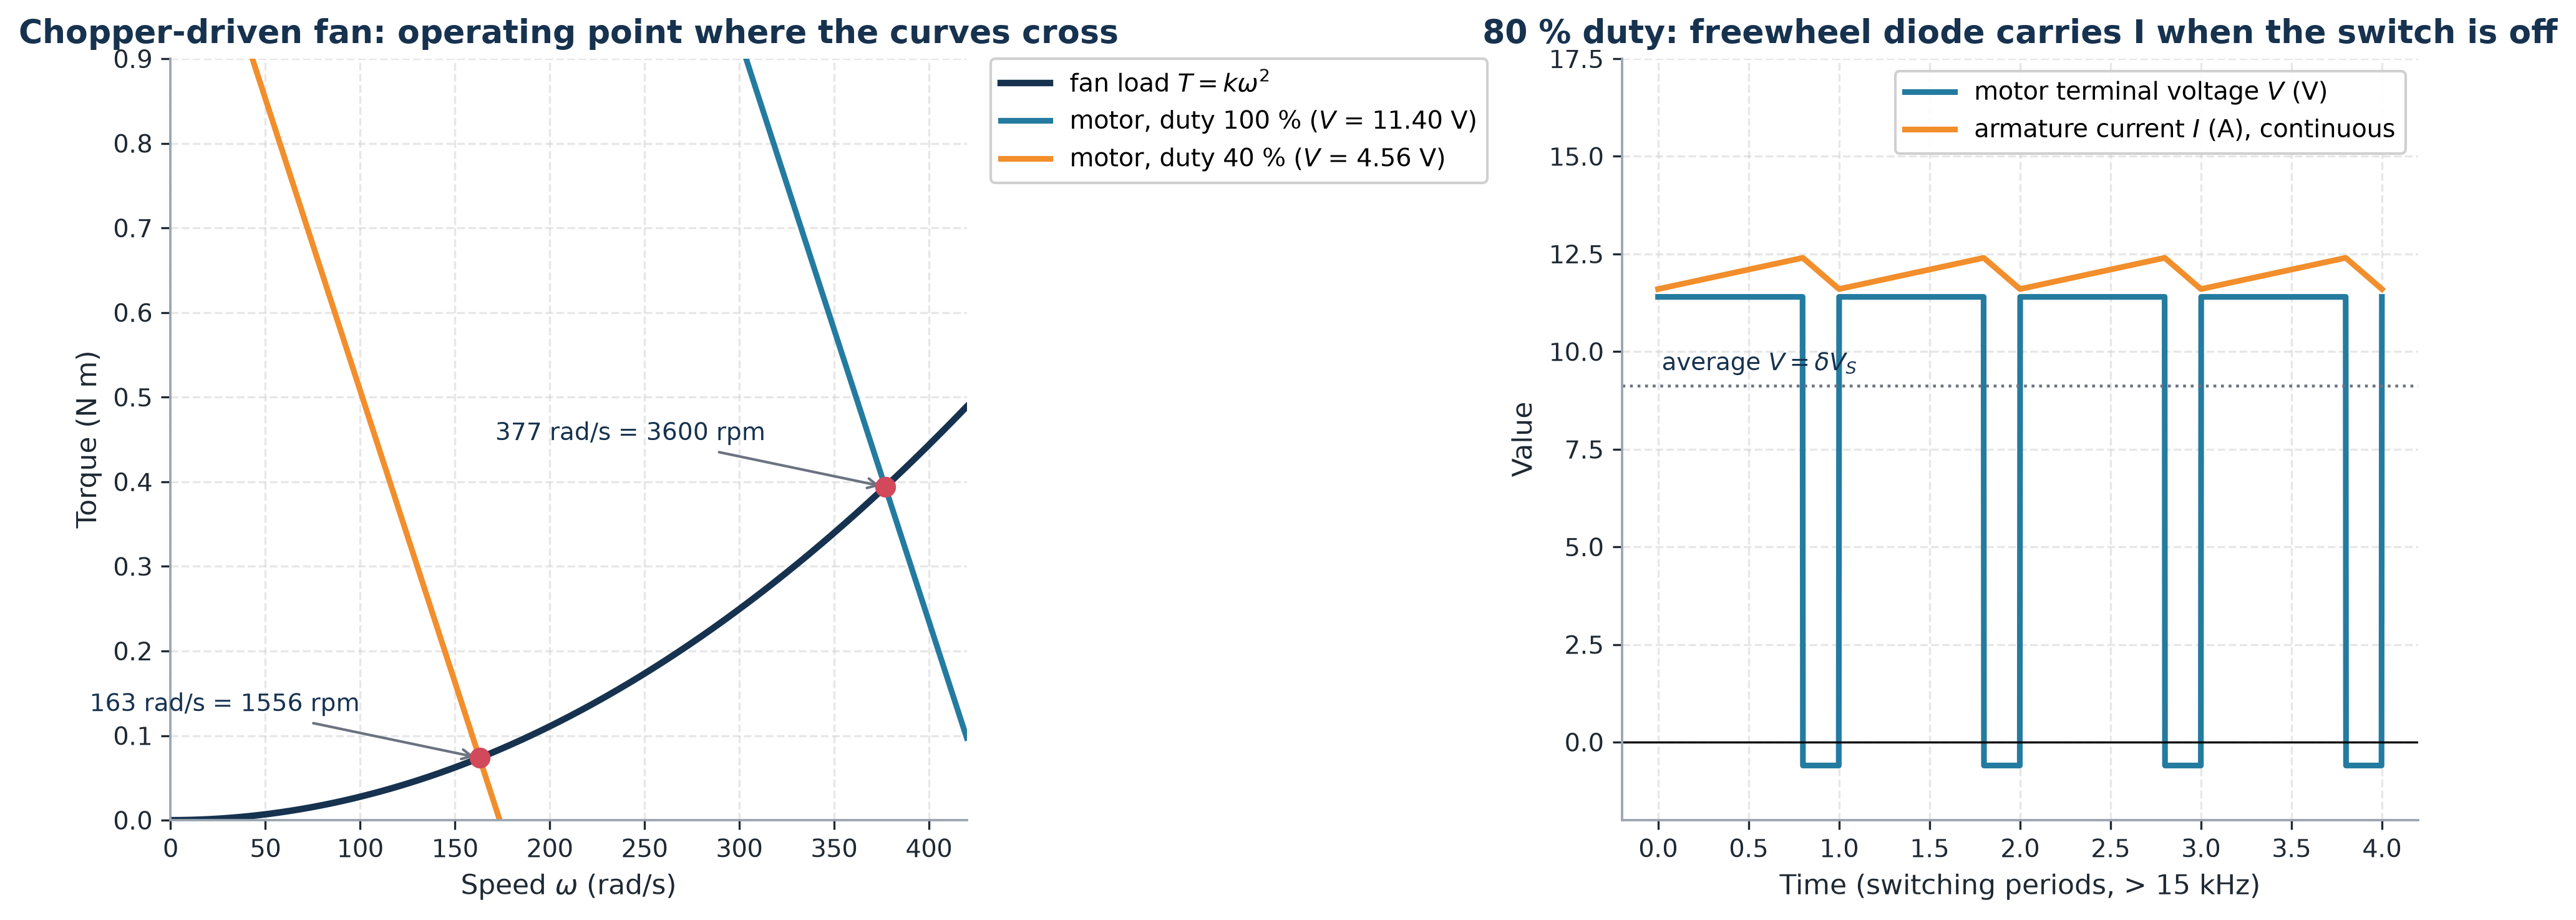 Chopper-driven fan: operating point where the curves cross
0.9
0.8
0.7
0.6
0.5
0.4
0.3
0.2
0.1
0.0
Torque (N m)
377 rad/s = 3600 rpm
163 rad/s = 1556 rpm
0 50 100 150 200 250 300 350 400
Speed ω (rad/s)
fan load T = kω²
motor, duty 100 % (V = 11.40 V)
motor, duty 40 % (V = 4.56 V)
80 % duty: freewheel diode carries I when the switch is off
17.5
15.0
12.5
10.0
7.5
5.0
2.5
0.0
Value
motor terminal voltage V (V)
armature current I (A), continuous
average V = δV_S
0.0 0.5 1.0 1.5 2.0 2.5 3.0 3.5 4.0
Time (switching periods, > 15 kHz)